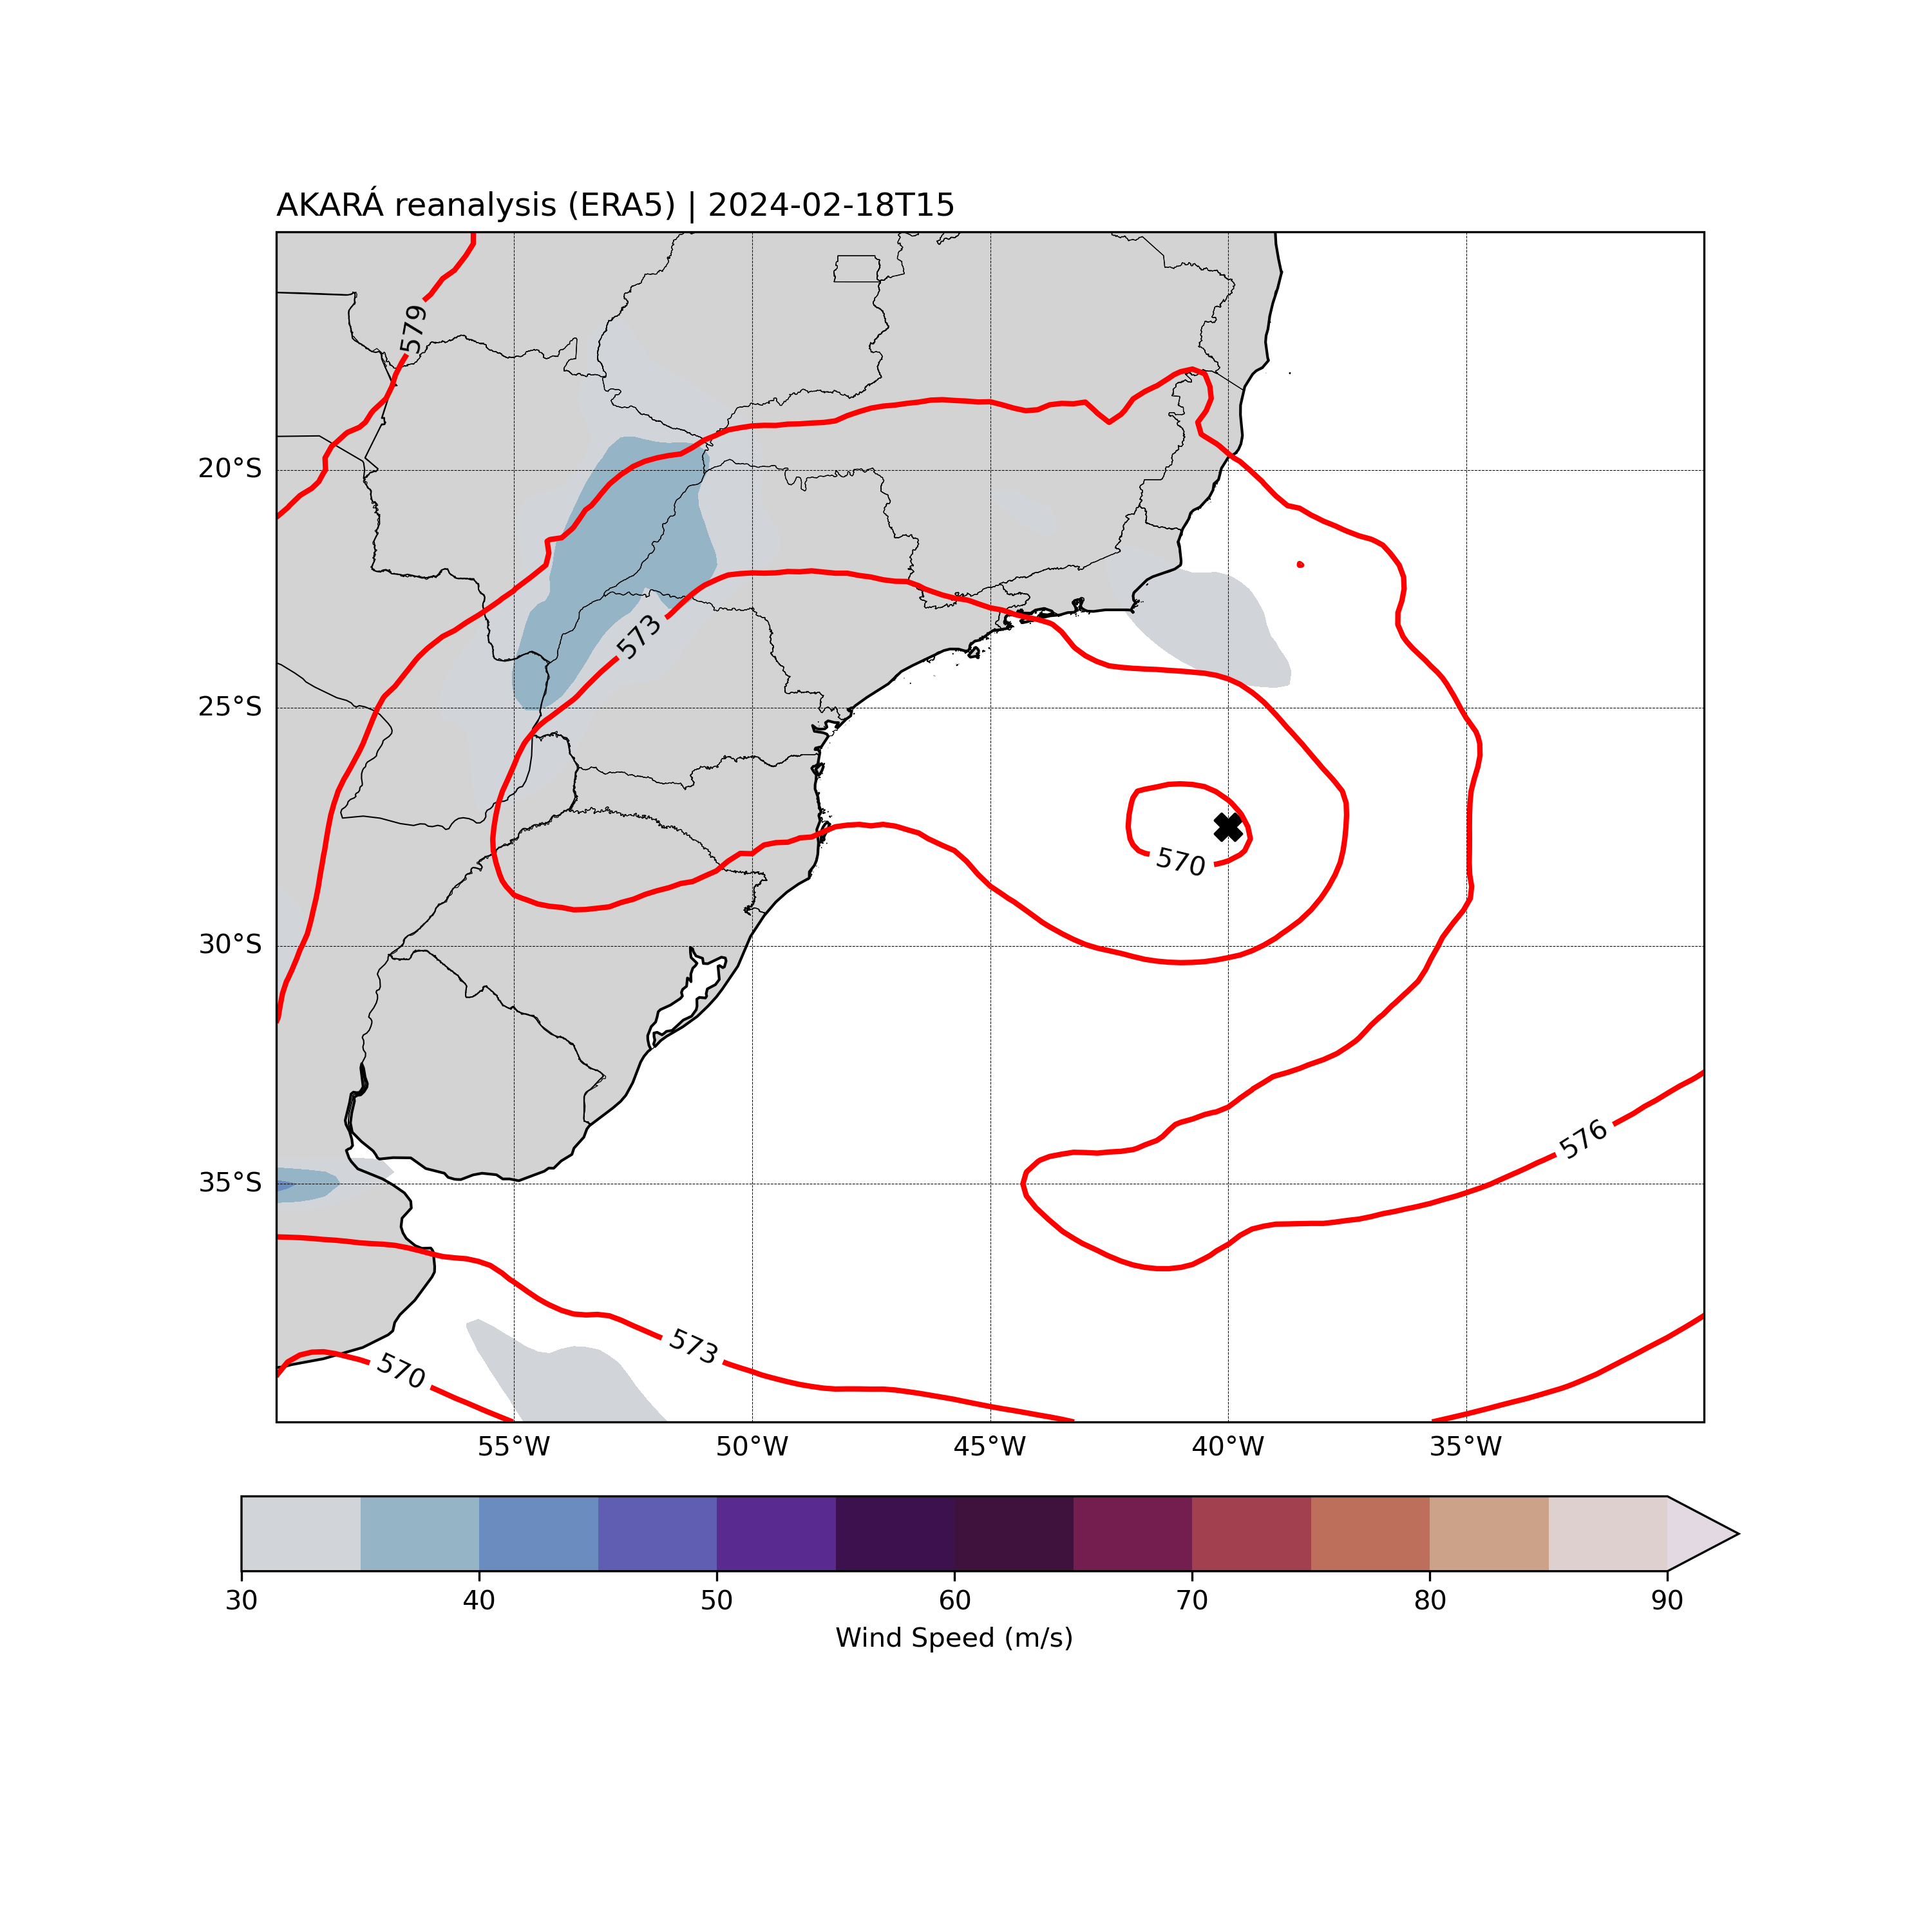 AKARÁ reanalysis (ERA5) | 2024-02-18T15
579
20°S
573
25°S
570
30°S
576
35°S
573
570
55°W 50°W 45°W 40°W 35°W
30 40 50 60 70 80 90
Wind Speed (m/s)